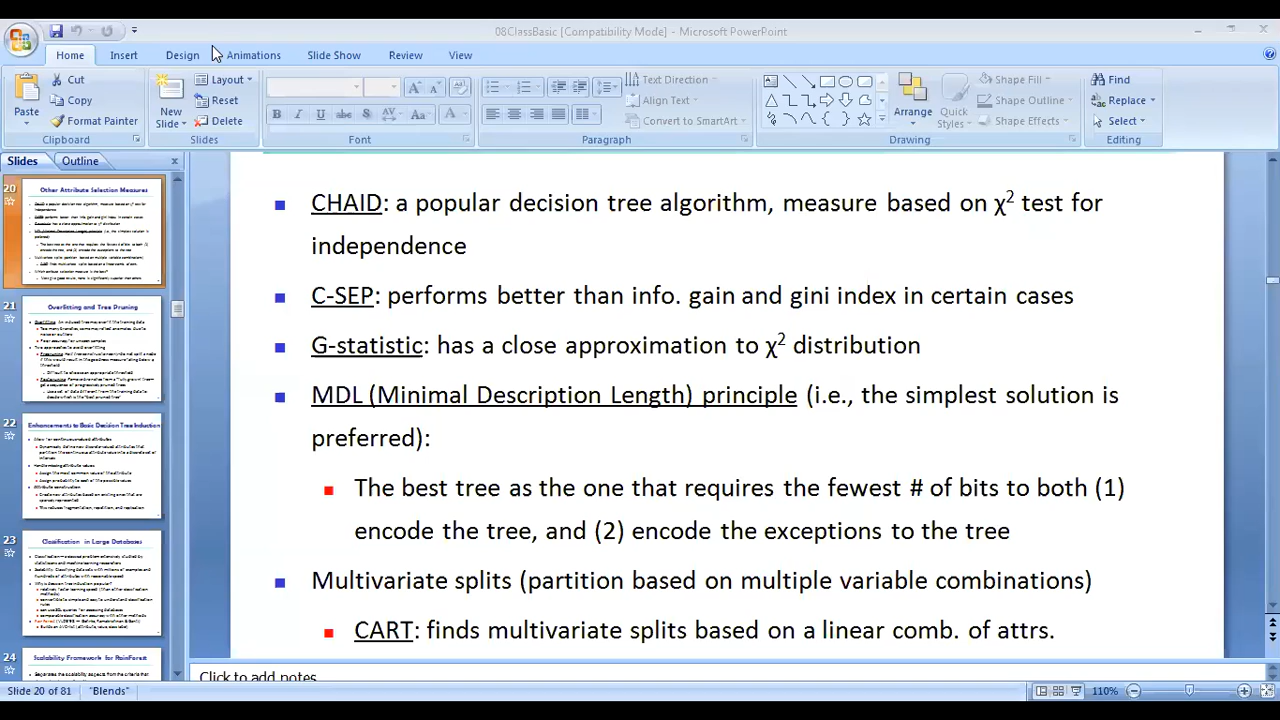 08ClassBasic [Compatibility Mode] - Microsoft PowerPoint
Home Insert Design Animations Slide Show Review View
Cut
Copy
Format Painter
Paste
Clipboard
New
Slide
Layout
Reset
Delete
Slides
B I U abc S AV Aa A
Font
Text Direction
Align Text
Convert to SmartArt
Paragraph
Arrange
Quick
Styles
Shape Fill
Shape Outline
Shape Effects
Drawing
Find
Replace
Select
Editing
Slides Outline
20
Other Attribute Selection Measures
21
Overfitting and Tree Pruning
22
Enhancements to Basic Decision Tree Induction
23
Classification in Large Databases
24
Scalability Framework for RainForest
CHAID: a popular decision tree algorithm, measure based on χ2 test for
independence
C-SEP: performs better than info. gain and gini index in certain cases
G-statistic: has a close approximation to χ2 distribution
MDL (Minimal Description Length) principle (i.e., the simplest solution is
preferred):
The best tree as the one that requires the fewest # of bits to both (1)
encode the tree, and (2) encode the exceptions to the tree
Multivariate splits (partition based on multiple variable combinations)
CART: finds multivariate splits based on a linear comb. of attrs.
Click to add notes
Slide 20 of 81 "Blends" 110%